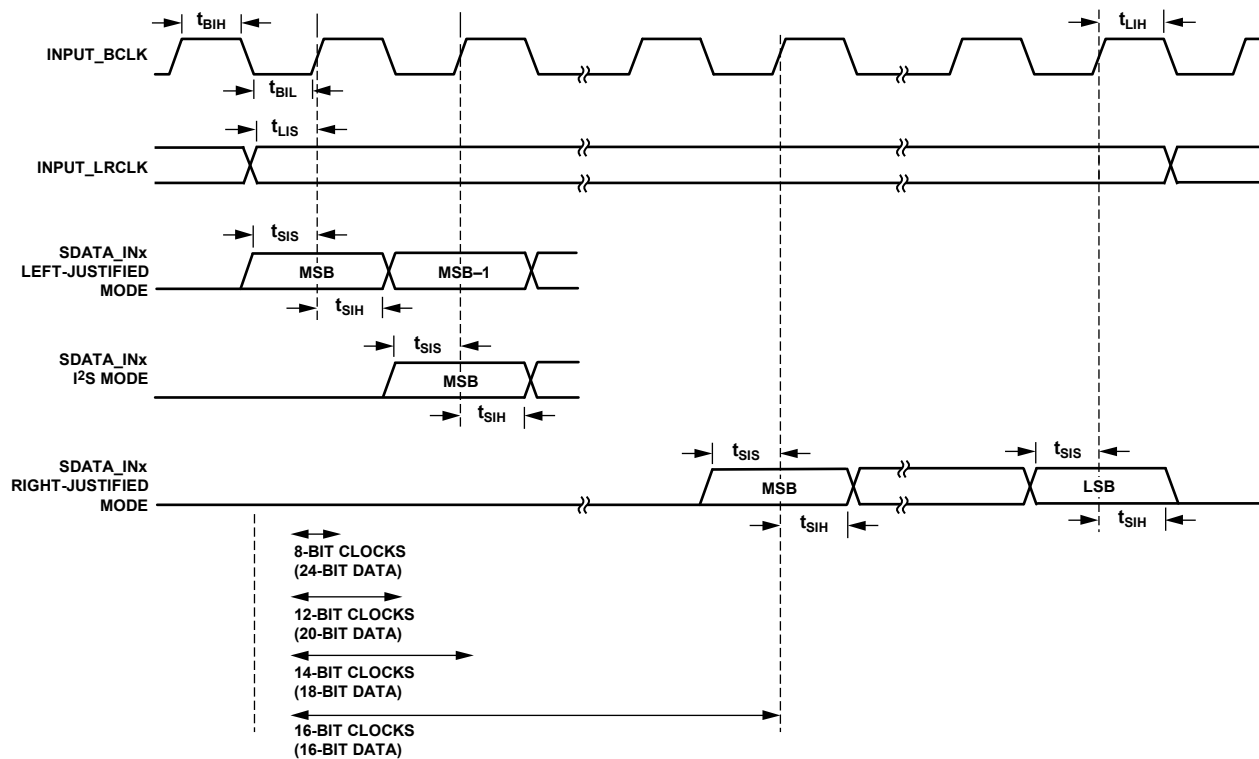 tBIH
tLIH
INPUT_BCLK
tBIL
tLIS
INPUT_LRCLK
tSIS
SDATA_INx
LEFT-JUSTIFIED
MODE
MSB
MSB–1
tSIH
tSIS
SDATA_INx
I2S MODE
MSB
tSIH
tSIS
tSIS
SDATA_INx
RIGHT-JUSTIFIED
MODE
MSB
LSB
tSIH
tSIH
8-BIT CLOCKS
(24-BIT DATA)
12-BIT CLOCKS
(20-BIT DATA)
14-BIT CLOCKS
(18-BIT DATA)
16-BIT CLOCKS
(16-BIT DATA)